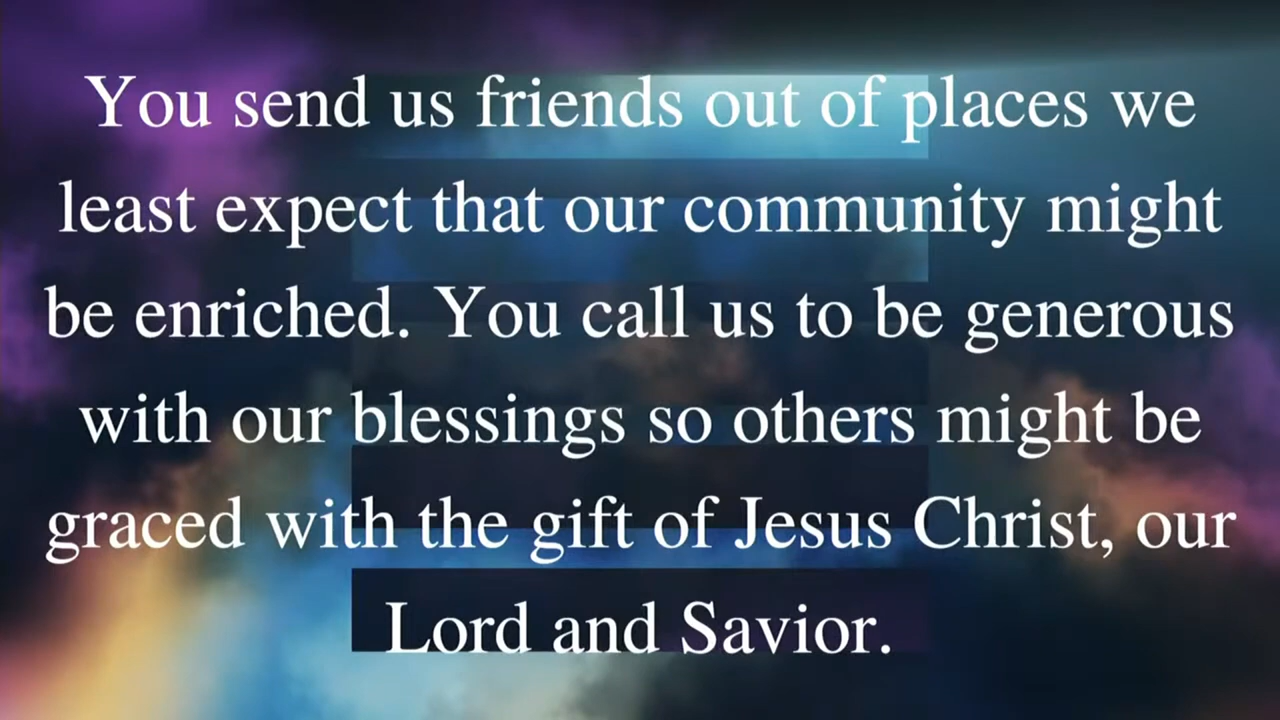 You send us friends out of places we
least expect that our community might
be enriched. You call us to be generous
with our blessings so others might be
graced with the gift of Jesus Christ, our
Lord and Savior.